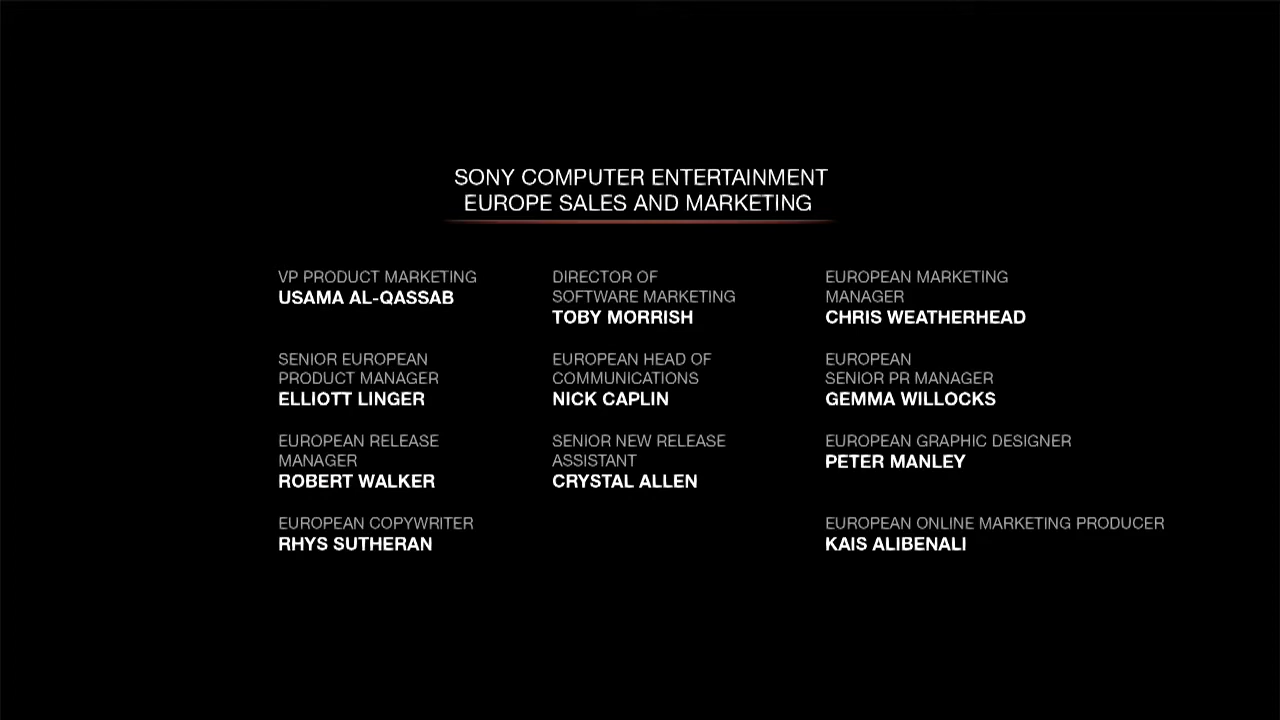 SONY COMPUTER ENTERTAINMENT
EUROPE SALES AND MARKETING
VP PRODUCT MARKETING
USAMA AL-QASSAB
DIRECTOR OF
SOFTWARE MARKETING
TOBY MORRISH
EUROPEAN MARKETING
MANAGER
CHRIS WEATHERHEAD
SENIOR EUROPEAN
PRODUCT MANAGER
ELLIOTT LINGER
EUROPEAN HEAD OF
COMMUNICATIONS
NICK CAPLIN
EUROPEAN
SENIOR PR MANAGER
GEMMA WILLOCKS
EUROPEAN RELEASE
MANAGER
ROBERT WALKER
SENIOR NEW RELEASE
ASSISTANT
CRYSTAL ALLEN
EUROPEAN GRAPHIC DESIGNER
PETER MANLEY
EUROPEAN COPYWRITER
RHYS SUTHERAN
EUROPEAN ONLINE MARKETING PRODUCER
KAIS ALIBENALI